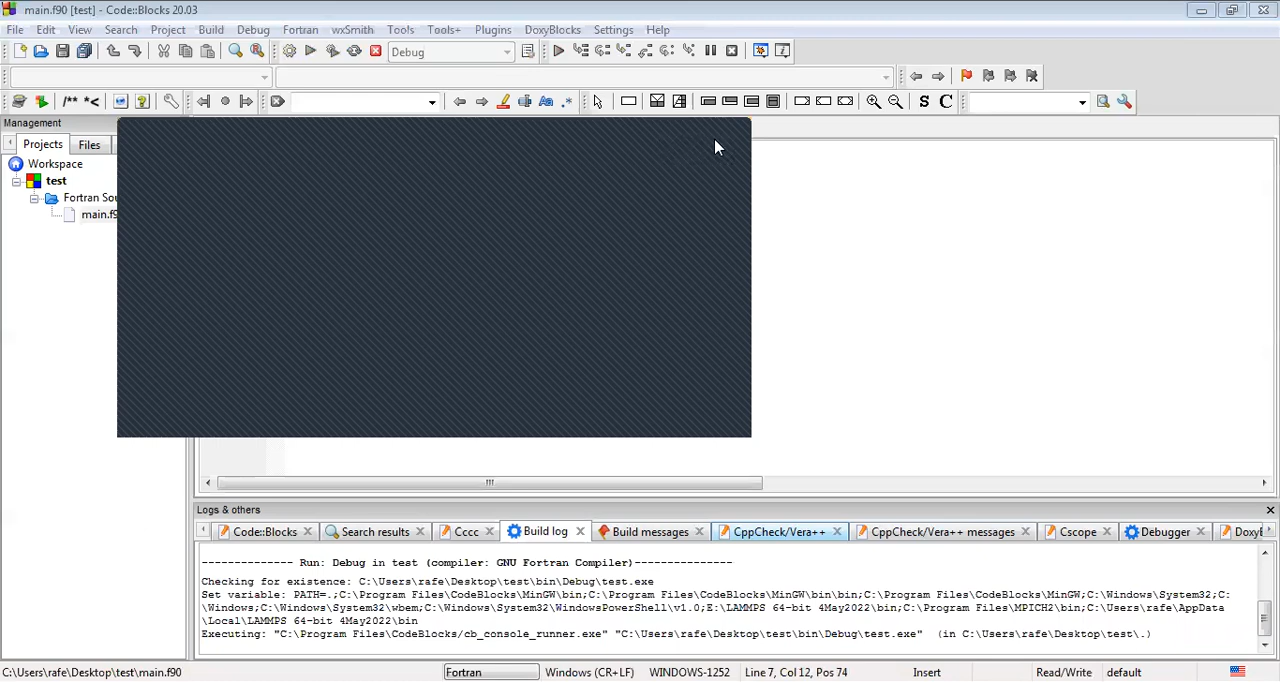 main.f90 [test] - Code::Blocks 20.03
File Edit View Search Project Build Debug Fortran wxSmith Tools Tools+ Plugins DoxyBlocks Settings Help
Debug
/** *< Aa .* S C
Management
Projects Files
Workspace
test
Fortran Sou
main.f9
Logs & others
Code::Blocks Search results Cccc Build log Build messages CppCheck/Vera++ CppCheck/Vera++ messages Cscope Debugger Doxy
-------------- Run: Debug in test (compiler: GNU Fortran Compiler)---------------
Checking for existence: C:\Users\rafe\Desktop\test\bin\Debug\test.exe
Set variable: PATH=.;C:\Program Files\CodeBlocks\MinGW\bin;C:\Program Files\CodeBlocks\MinGW\bin\bin;C:\Program Files\CodeBlocks\MinGW;C:\Windows\System32;C:
\Windows;C:\Windows\System32\wbem;C:\Windows\System32\WindowsPowerShell\v1.0;E:\LAMMPS 64-bit 4May2022\bin;C:\Program Files\MPICH2\bin;C:\Users\rafe\AppData
\Local\LAMMPS 64-bit 4May2022\bin
Executing: "C:\Program Files\CodeBlocks/cb_console_runner.exe" "C:\Users\rafe\Desktop\test\bin\Debug\test.exe"  (in C:\Users\rafe\Desktop\test\.)
C:\Users\rafe\Desktop\test\main.f90 Fortran Windows (CR+LF) WINDOWS-1252 Line 7, Col 12, Pos 74 Insert Read/Write default